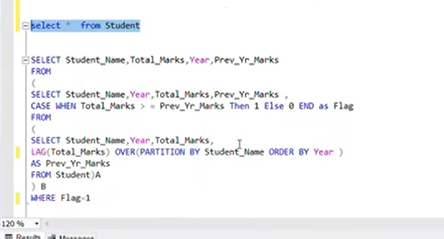 select *  from Student
SELECT Student_Name,Total_Marks,Year,Prev_Yr_Marks
FROM
(
SELECT Student_Name,Year,Total_Marks,Prev_Yr_Marks ,
CASE WHEN Total_Marks > = Prev_Yr_Marks Then 1 Else 0 END as Flag
FROM
(
SELECT Student_Name,Year,Total_Marks,
LAG(Total_Marks) OVER(PARTITION BY Student_Name ORDER BY Year )
AS Prev_Yr_Marks
FROM Student)A
) B
WHERE Flag=1
120 %
Results Messages